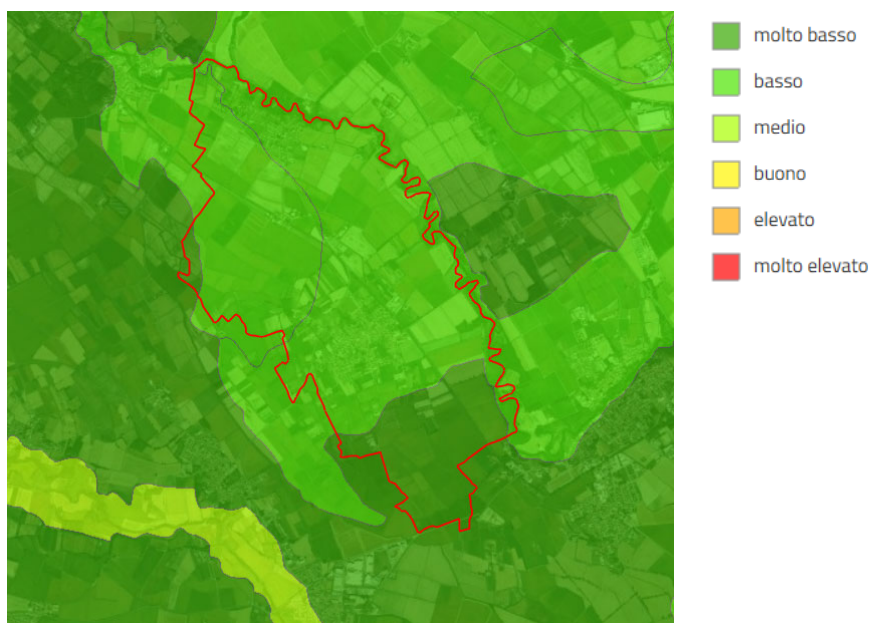 molto basso
basso
medio
buono
elevato
molto elevato